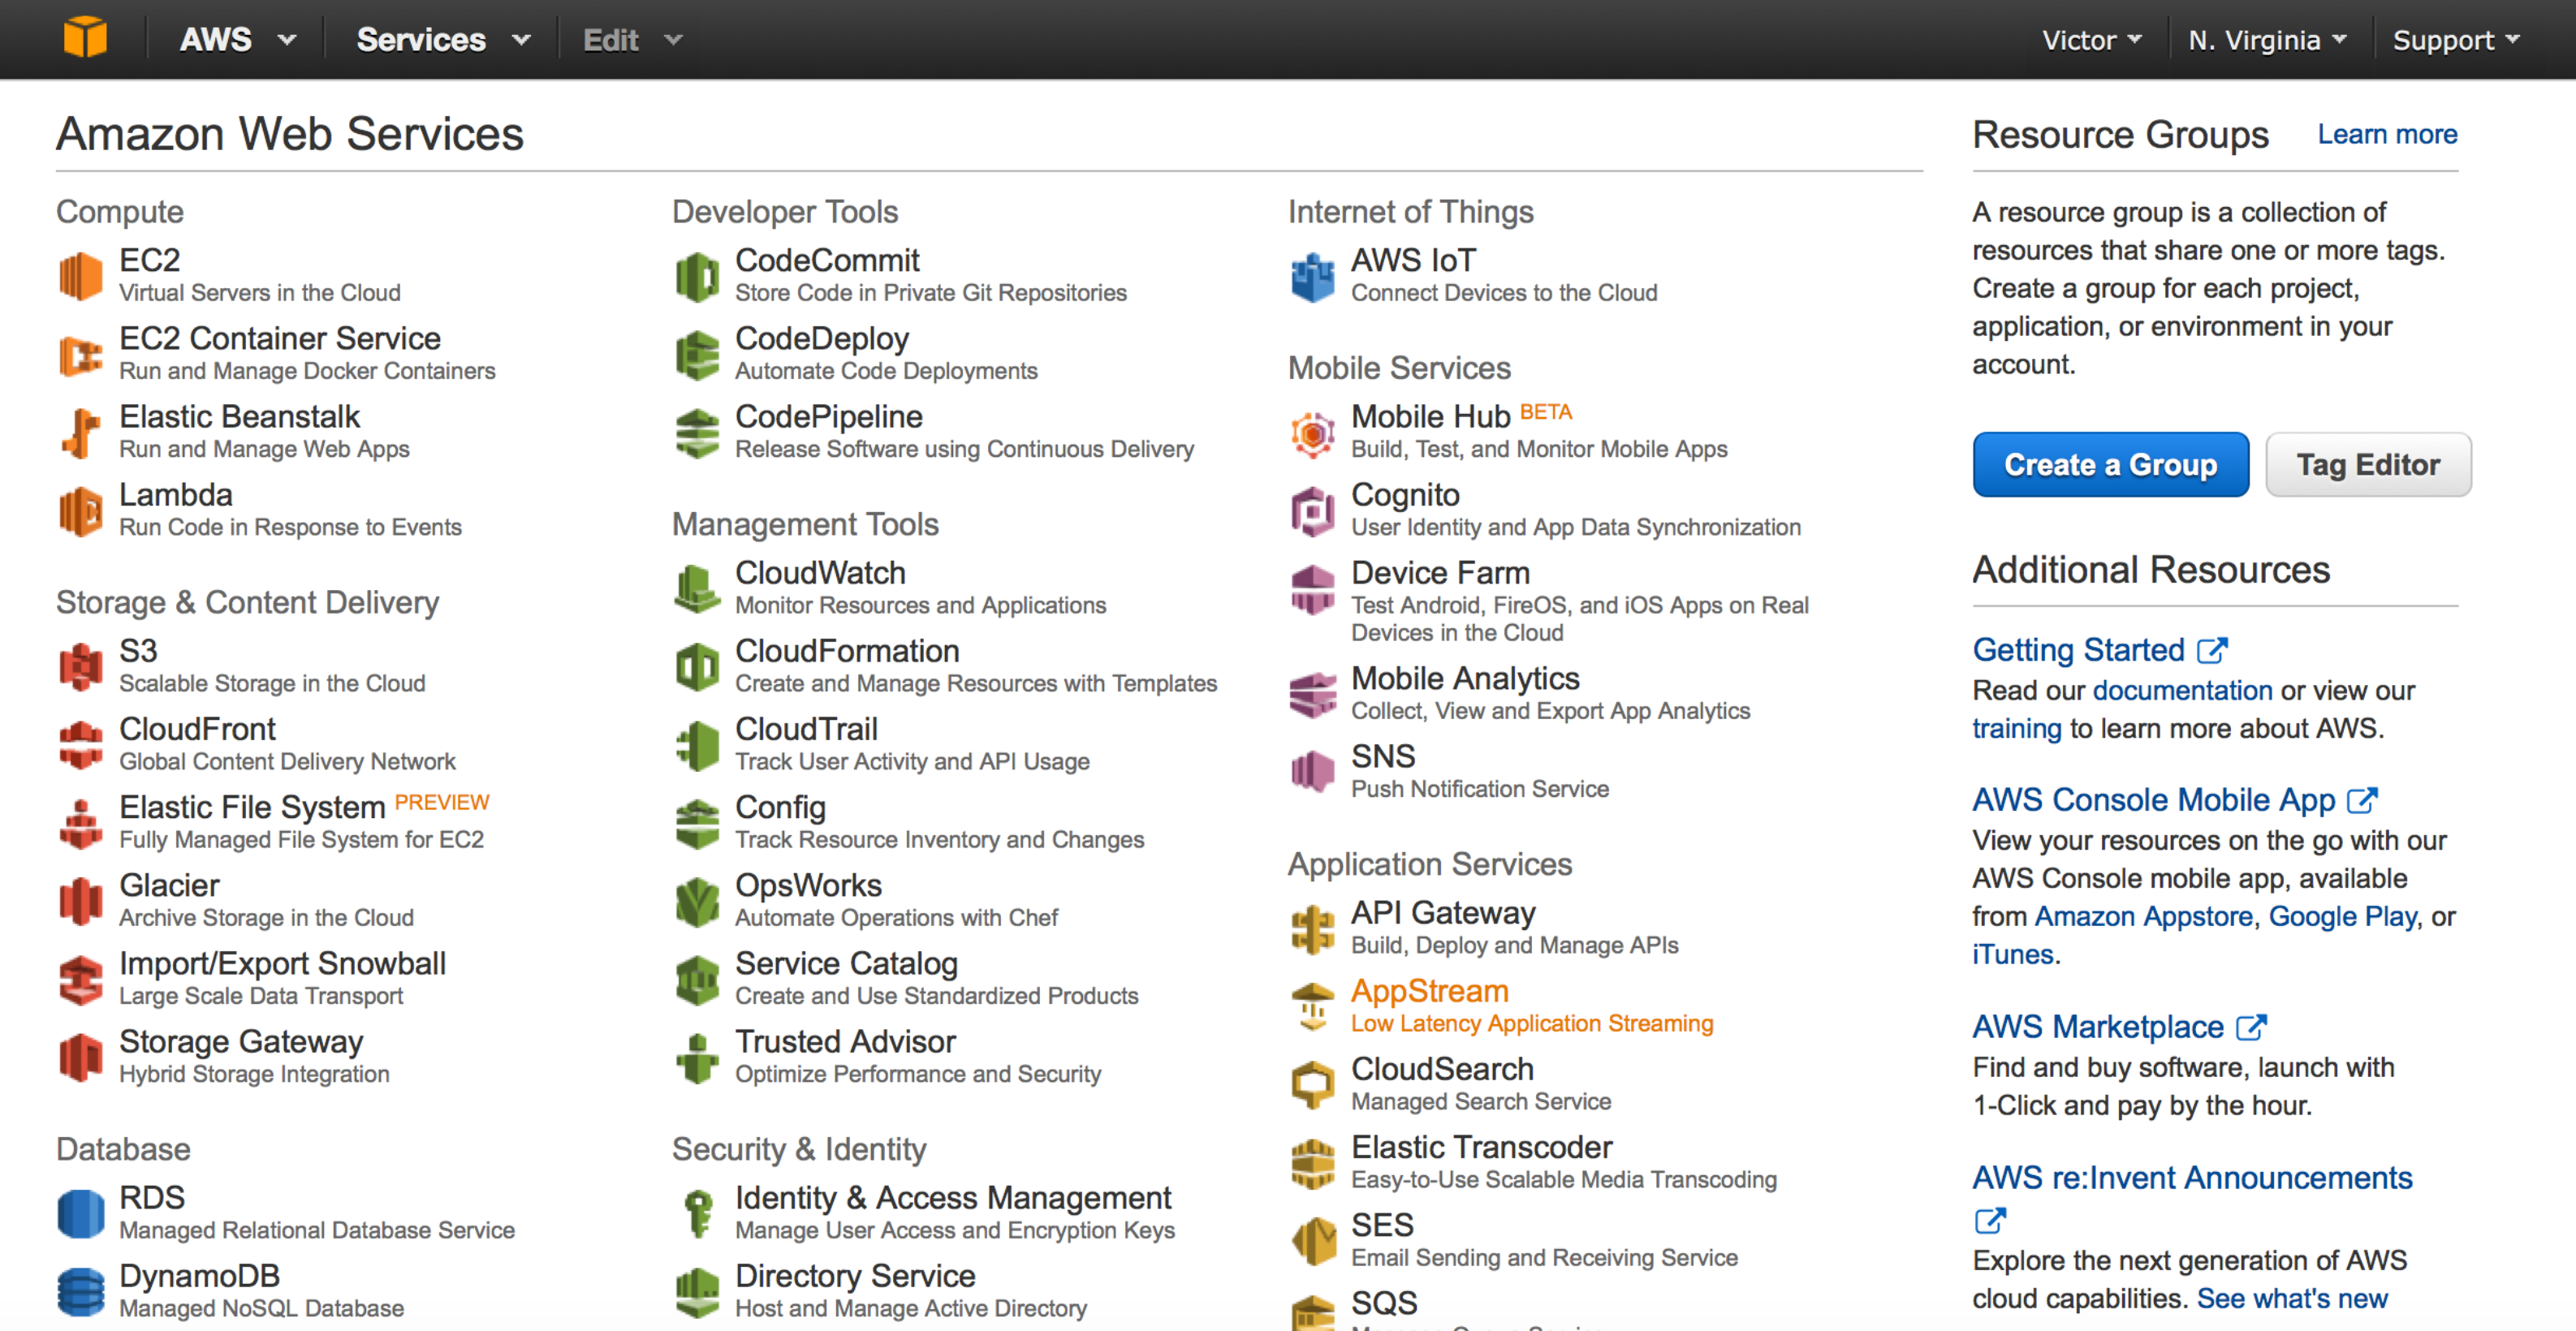 AWS
Services
Edit
Victor
N. Virginia
Support
Amazon Web Services
Compute
EC2
Virtual Servers in the Cloud
EC2 Container Service
Run and Manage Docker Containers
Elastic Beanstalk
Run and Manage Web Apps
Lambda
Run Code in Response to Events
Storage & Content Delivery
S3
Scalable Storage in the Cloud
CloudFront
Global Content Delivery Network
Elastic File System PREVIEW
Fully Managed File System for EC2
Glacier
Archive Storage in the Cloud
Import/Export Snowball
Large Scale Data Transport
Storage Gateway
Hybrid Storage Integration
Database
RDS
Managed Relational Database Service
DynamoDB
Managed NoSQL Database
Developer Tools
CodeCommit
Store Code in Private Git Repositories
CodeDeploy
Automate Code Deployments
CodePipeline
Release Software using Continuous Delivery
Management Tools
CloudWatch
Monitor Resources and Applications
CloudFormation
Create and Manage Resources with Templates
CloudTrail
Track User Activity and API Usage
Config
Track Resource Inventory and Changes
OpsWorks
Automate Operations with Chef
Service Catalog
Create and Use Standardized Products
Trusted Advisor
Optimize Performance and Security
Security & Identity
Identity & Access Management
Manage User Access and Encryption Keys
Directory Service
Host and Manage Active Directory
Internet of Things
AWS IoT
Connect Devices to the Cloud
Mobile Services
Mobile Hub BETA
Build, Test, and Monitor Mobile Apps
Cognito
User Identity and App Data Synchronization
Device Farm
Test Android, FireOS, and iOS Apps on Real
Devices in the Cloud
Mobile Analytics
Collect, View and Export App Analytics
SNS
Push Notification Service
Application Services
API Gateway
Build, Deploy and Manage APIs
AppStream
Low Latency Application Streaming
CloudSearch
Managed Search Service
Elastic Transcoder
Easy-to-Use Scalable Media Transcoding
SES
Email Sending and Receiving Service
SQS
Resource Groups
Learn more
A resource group is a collection of
resources that share one or more tags.
Create a group for each project,
application, or environment in your
account.
Create a Group
Tag Editor
Additional Resources
Getting Started
Read our documentation or view our
training to learn more about AWS.
AWS Console Mobile App
View your resources on the go with our
AWS Console mobile app, available
from Amazon Appstore, Google Play, or
iTunes.
AWS Marketplace
Find and buy software, launch with
1-Click and pay by the hour.
AWS re:Invent Announcements
Explore the next generation of AWS
cloud capabilities. See what's new